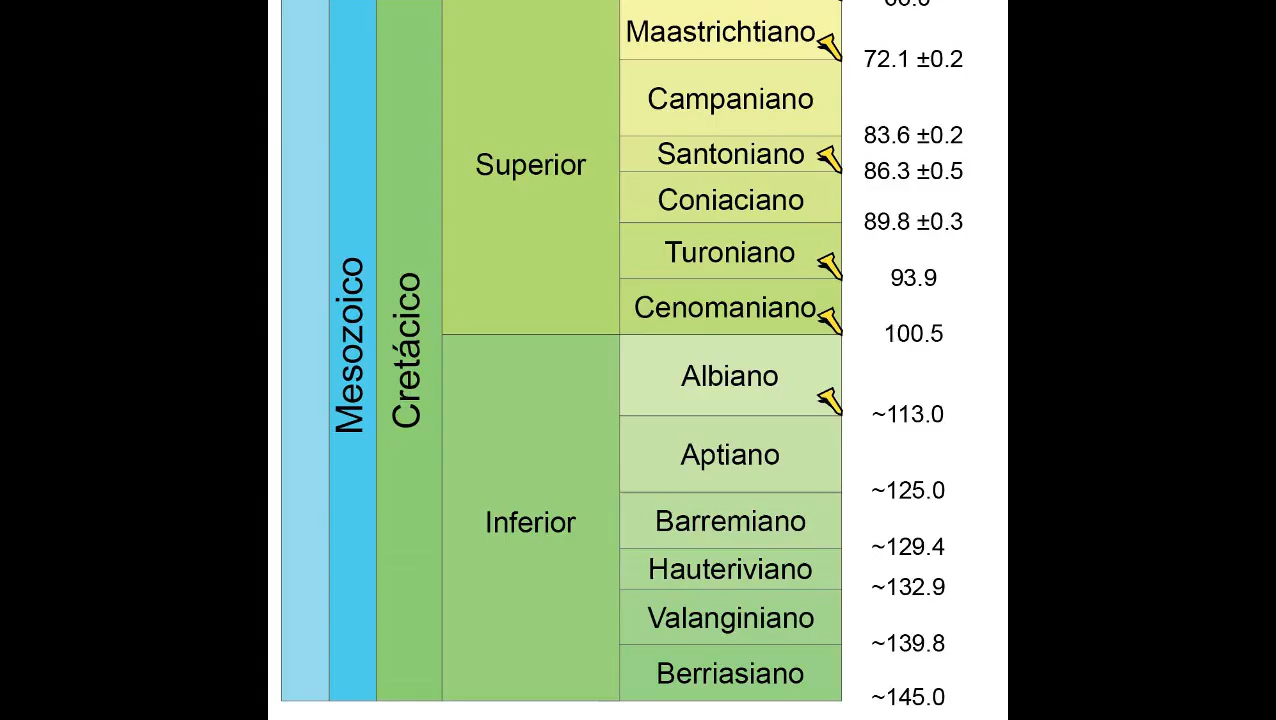 Mesozoico
Cretácico
Superior
Maastrichtiano
72.1 ±0.2
Campaniano
83.6 ±0.2
Santoniano
86.3 ±0.5
Coniaciano
89.8 ±0.3
Turoniano
93.9
Cenomaniano
100.5
Inferior
Albiano
~113.0
Aptiano
~125.0
Barremiano
~129.4
Hauteriviano
~132.9
Valanginiano
~139.8
Berriasiano
~145.0